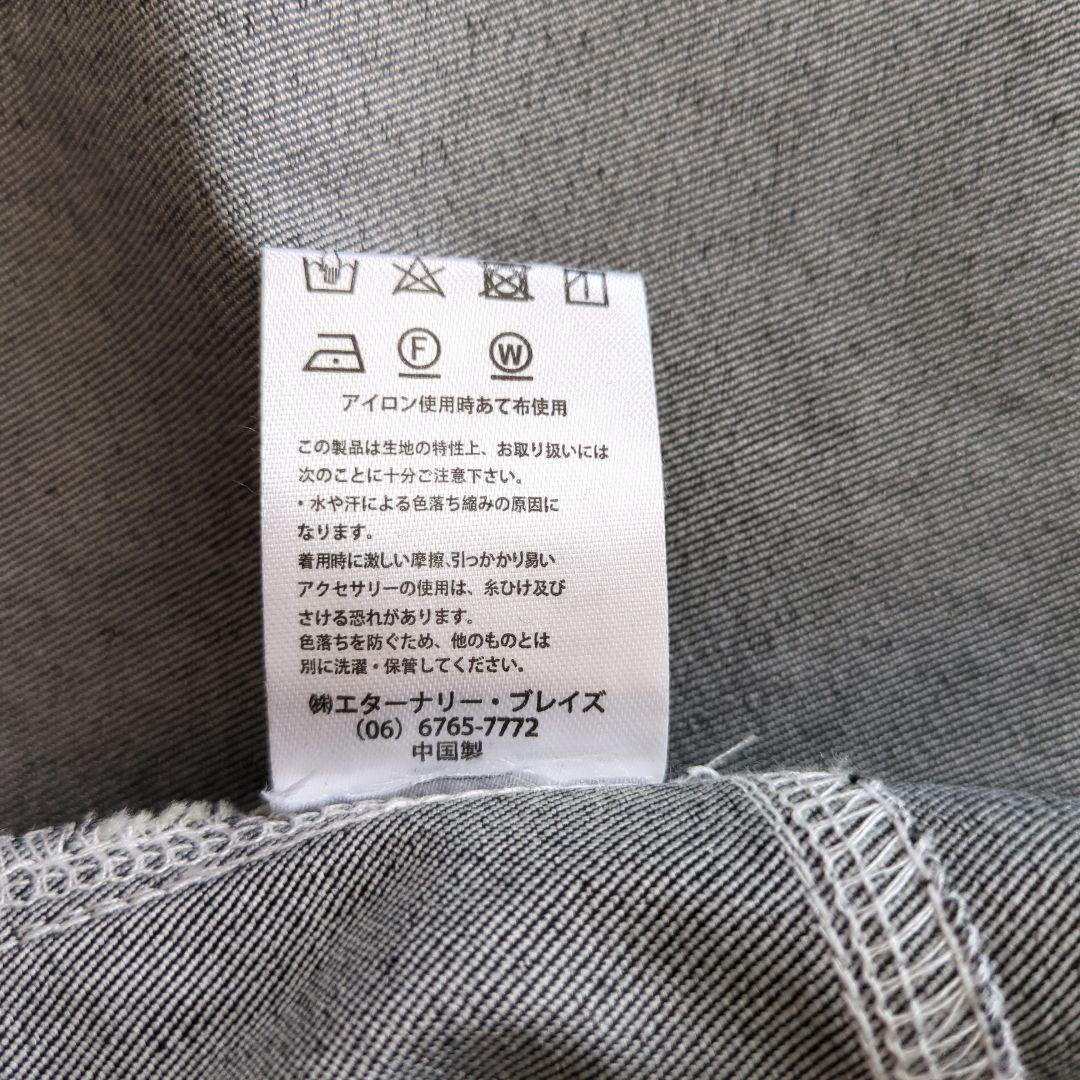 F W
アイロン使用時あて布使用
この製品は生地の特性上、お取り扱いには
次のことに十分ご注意下さい。
・水や汗による色落ち縮みの原因に
なります。
着用時に激しい摩擦、引っかかり易い
アクセサリーの使用は、糸ひけ及び
さける恐れがあります。
色落ちを防ぐため、他のものとは
別に洗濯・保管してください。
㈱エターナリー・ブレイズ
(06) 6765-7772
中国製